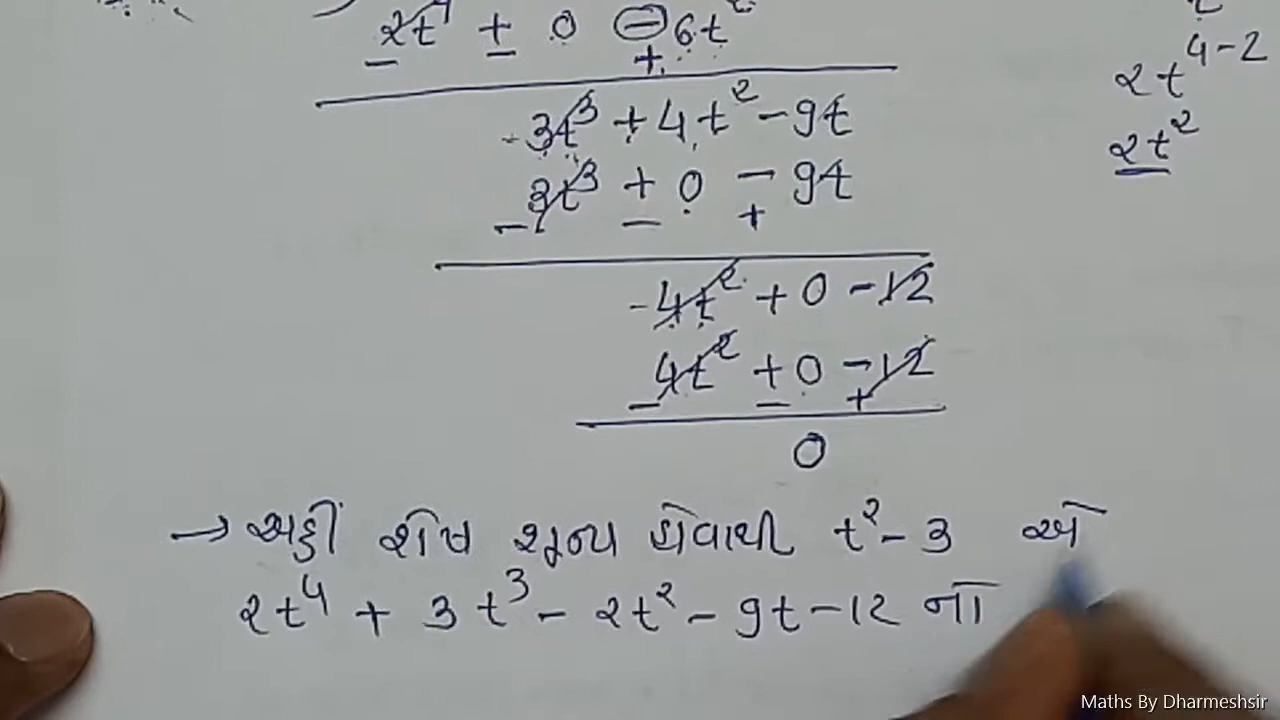 2t⁴ + 0 - 6t²
- - +
t
2t⁴⁻²
2t²
3t³ + 4t² - 9t
3t³ + 0 - 9t
- - +
4t² + 0 - 12
4t² + 0 - 12
- - +
0
→ અહીં શેષ શૂન્ય હોવાથી t² - 3 એ
2t⁴ + 3t³ - 2t² - 9t - 12 નો
Maths By Dharmeshsir